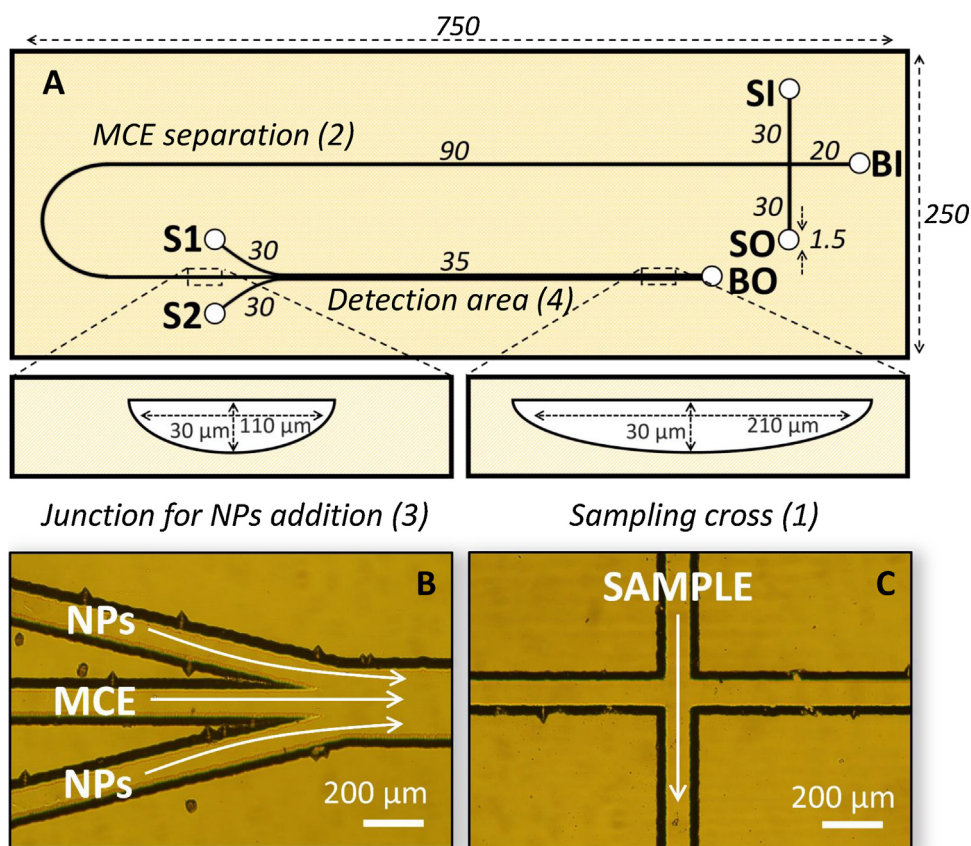 750
A
SI
MCE separation (2)
30
90
20
BI
250
30
S1
SO
1.5
30
35
BO
Detection area (4)
30
S2
30 µm
110 µm
30 µm
210 µm
Junction for NPs addition (3)
Sampling cross (1)
B
NPs
MCE
NPs
200 µm
C
SAMPLE
200 µm